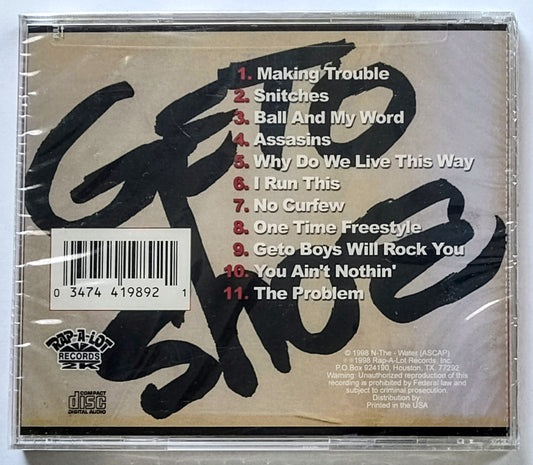 GETO
STYLE
1. Making Trouble
2. Snitches
3. Ball And My Word
4. Assasins
5. Why Do We Live This Way
6. I Run This
7. No Curfew
8. One Time Freestyle
9. Geto Boys Will Rock You
10. You Ain't Nothin'
11. The Problem
0 3474 419892 1
RAP-A-LOT
RECORDS
2K
COMPACT
disc
DIGITAL AUDIO
© 1998 N-The - Water (ASCAP)
℗ ©1998 Rap-A-Lot Records, Inc.
P.O Box 924190, Houston, TX. 77292
Warning: Unauthorized reproduction of this
recording is prohibited by Federal law and
subject to criminal prosecution.
Distribution by
Printed in the USA